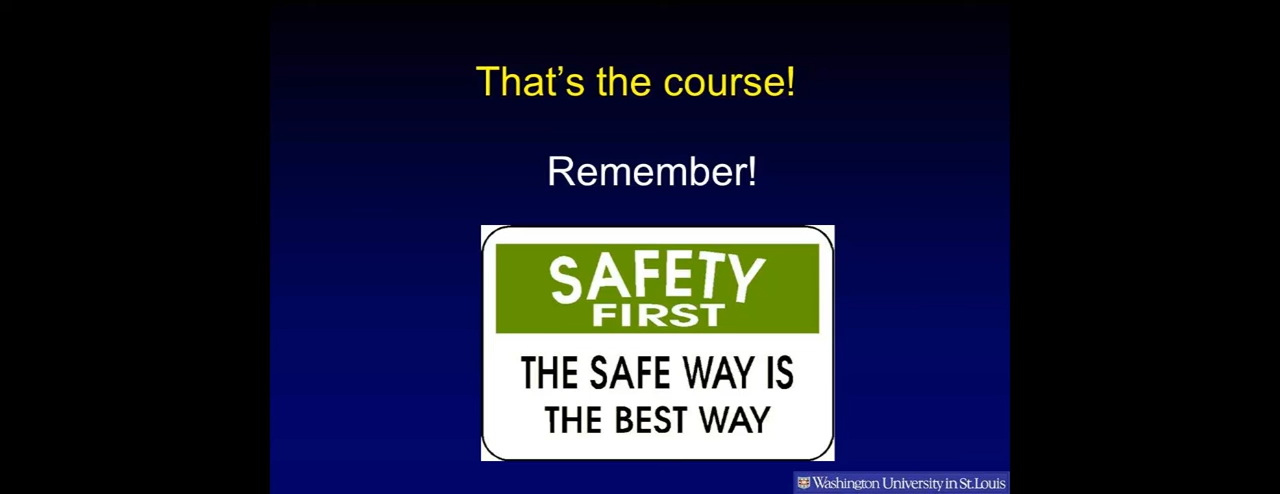 That's the course!
Remember!
SAFETY
FIRST
THE SAFE WAY IS
THE BEST WAY
Washington University in St. Louis